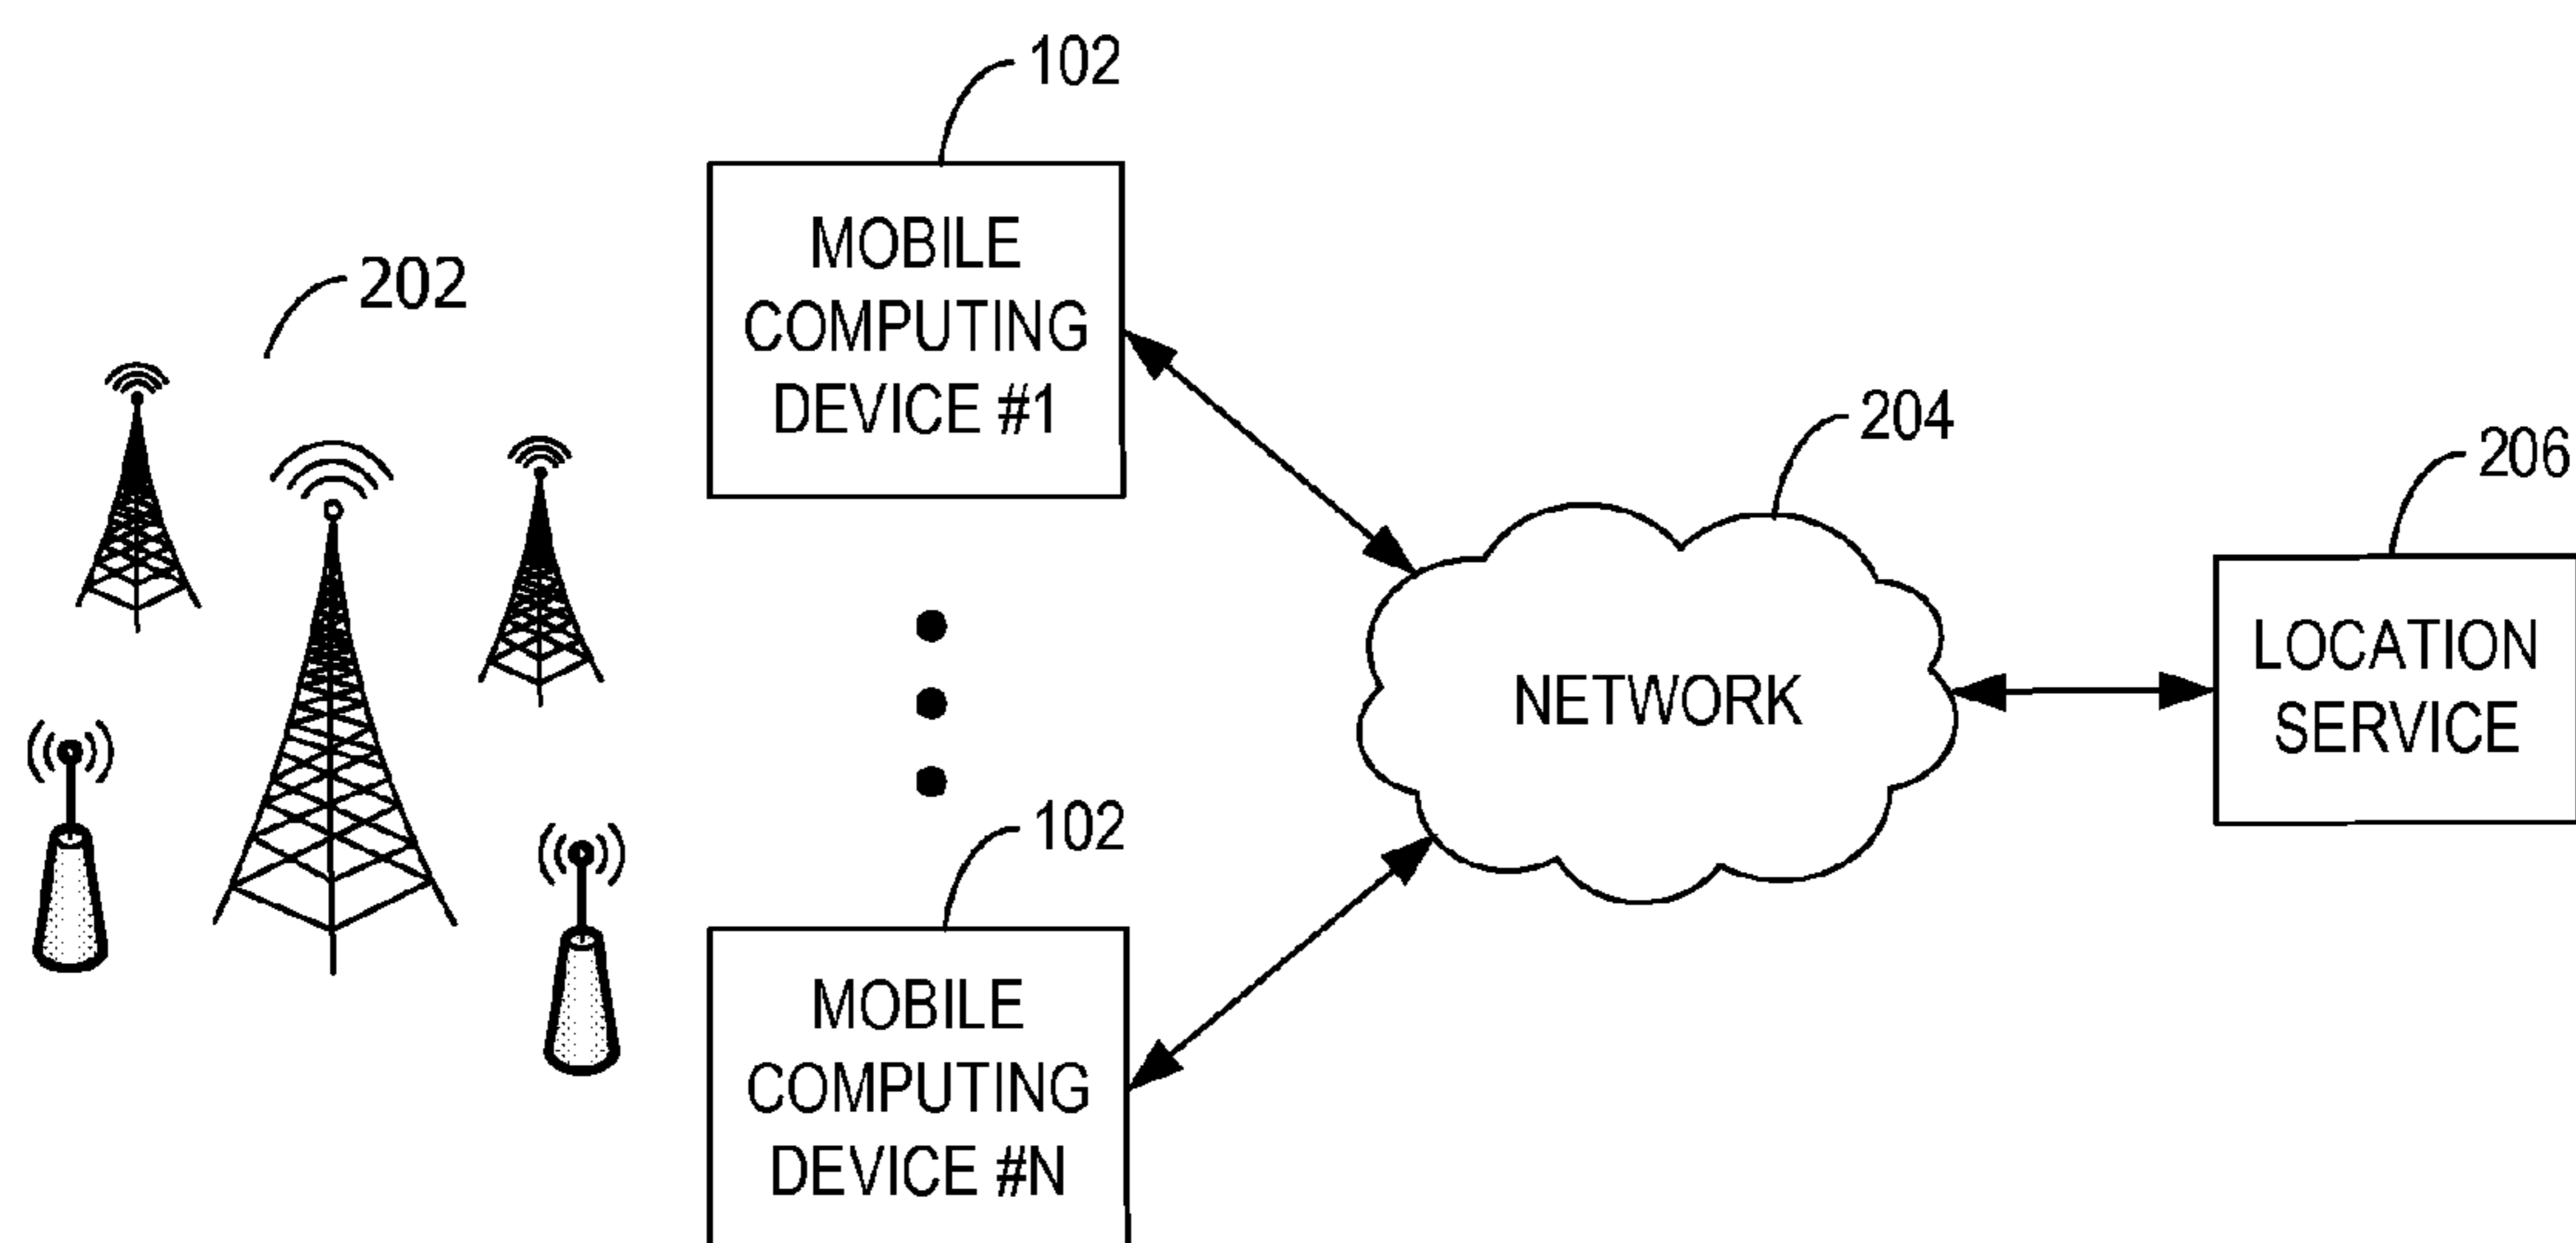 102
MOBILE
COMPUTING
DEVICE #1
202
204
206
NETWORK
LOCATION
SERVICE
102
MOBILE
COMPUTING
DEVICE #N